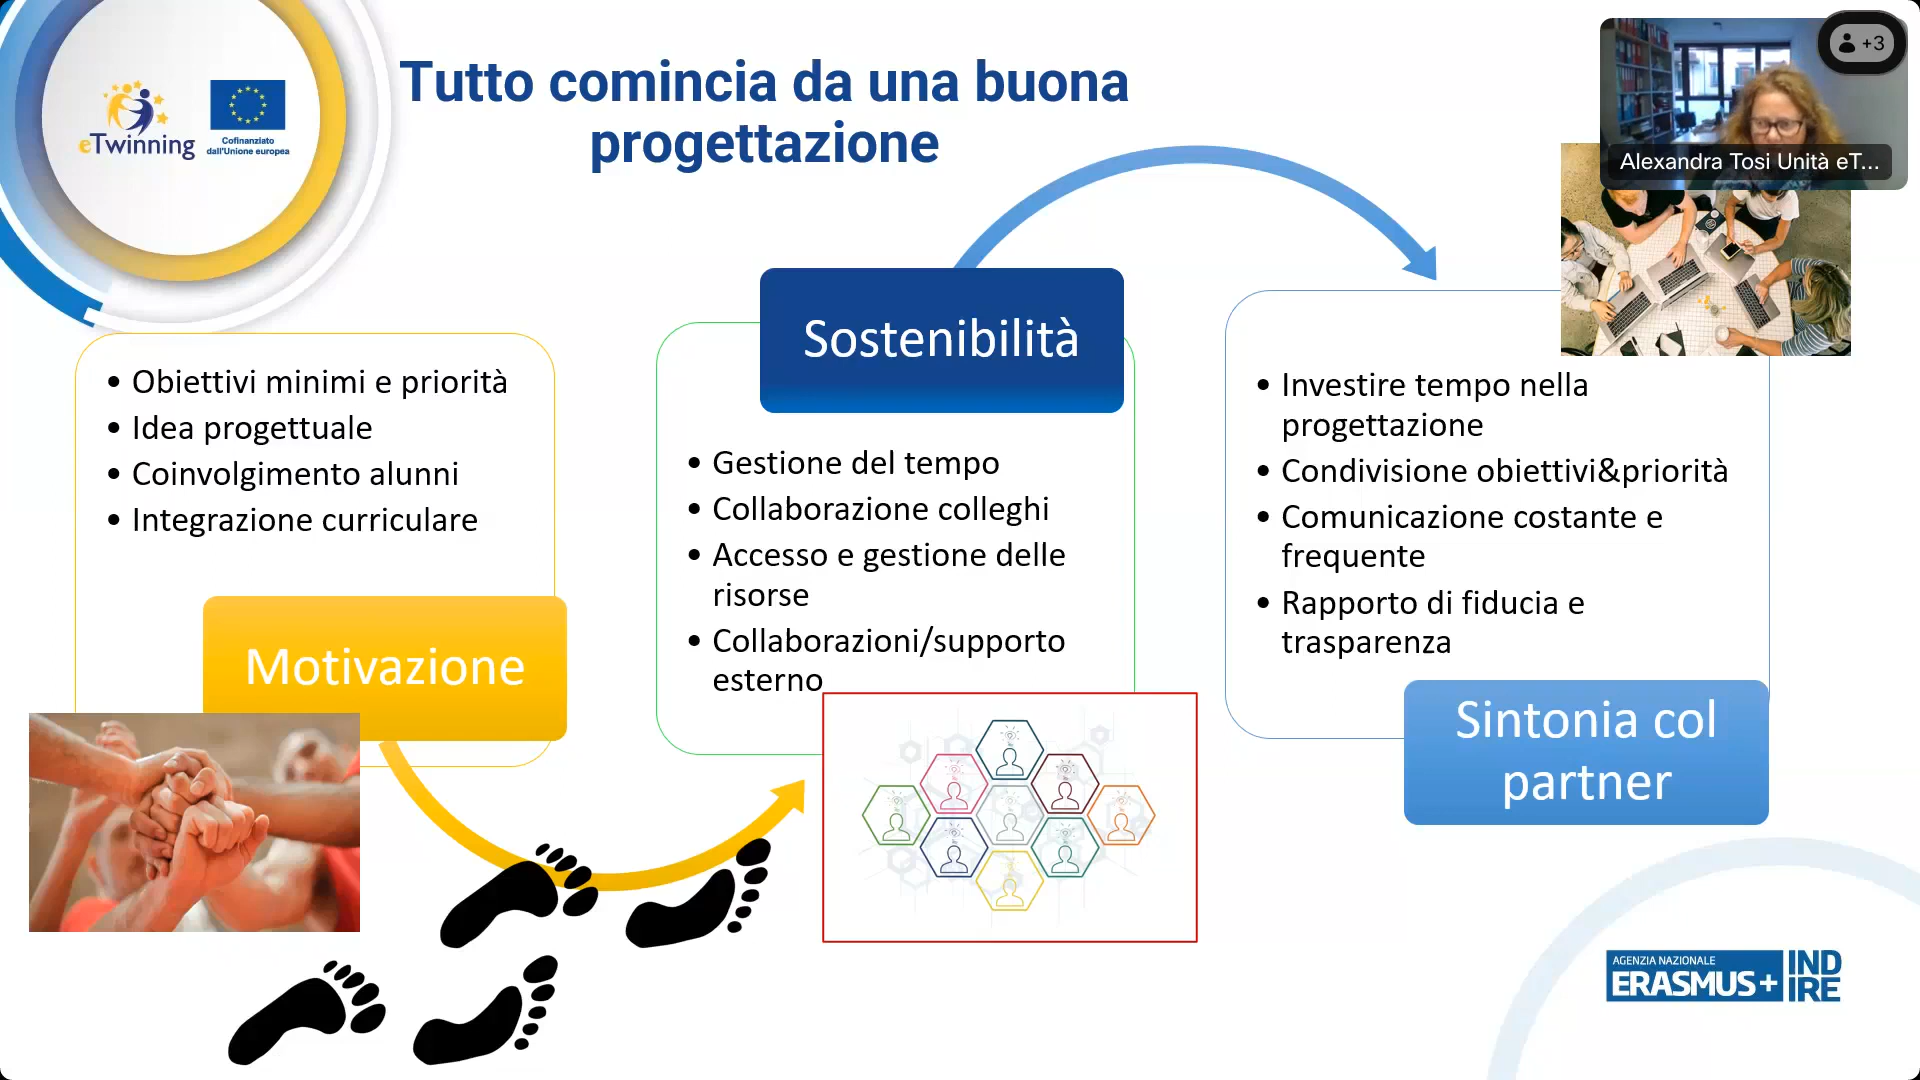 eTwinning
Cofinanziato
dall'Unione europea
Tutto comincia da una buona
progettazione
+3
Alexandra Tosi Unità eT...
• Obiettivi minimi e priorità
• Idea progettuale
• Coinvolgimento alunni
• Integrazione curriculare
Motivazione
Sostenibilità
• Gestione del tempo
• Collaborazione colleghi
• Accesso e gestione delle
risorse
• Collaborazioni/supporto
esterno
• Investire tempo nella
progettazione
• Condivisione obiettivi&priorità
• Comunicazione costante e
frequente
• Rapporto di fiducia e
trasparenza
Sintonia col
partner
AGENZIA NAZIONALE
ERASMUS+
IND
IRE